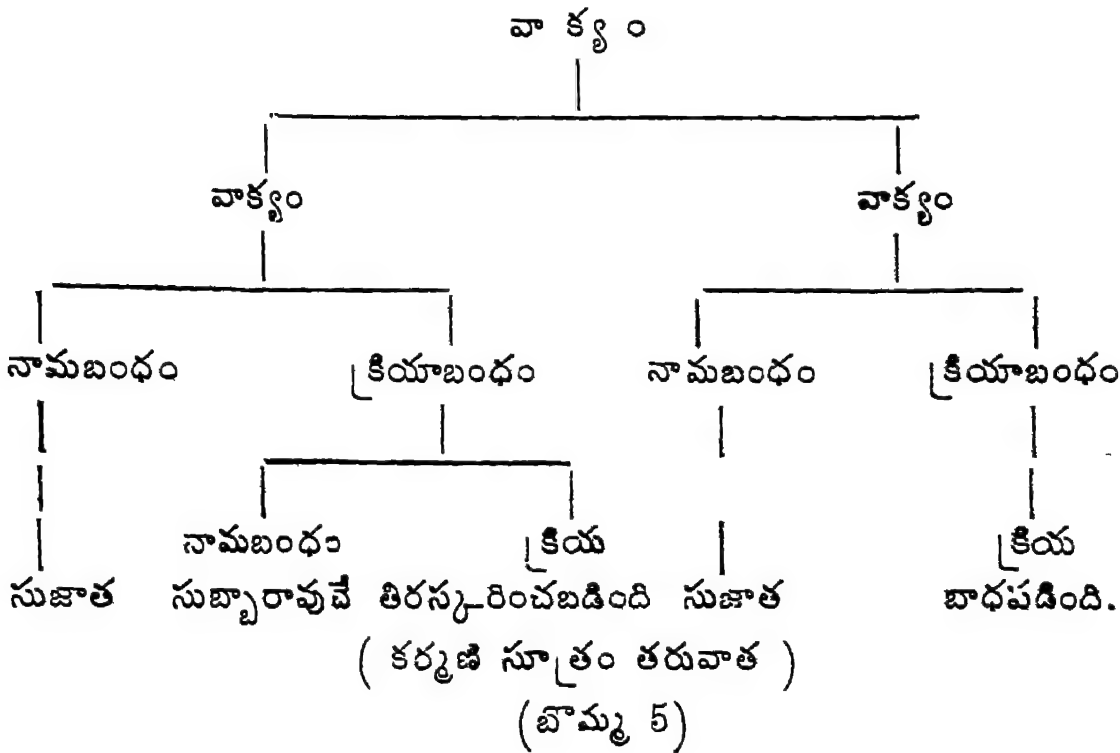 వాక్యం
వాక్యం వాక్యం
నామబంధం క్రియాబంధం నామబంధం క్రియాబంధం
నామబంధం క్రియ క్రియ
సుజాత సుబ్బారావుచే తిరస్కరించబడింది సుజాత బాధపడింది.
( కర్మణి సూత్రం తరువాత )
(బొమ్మ 5)